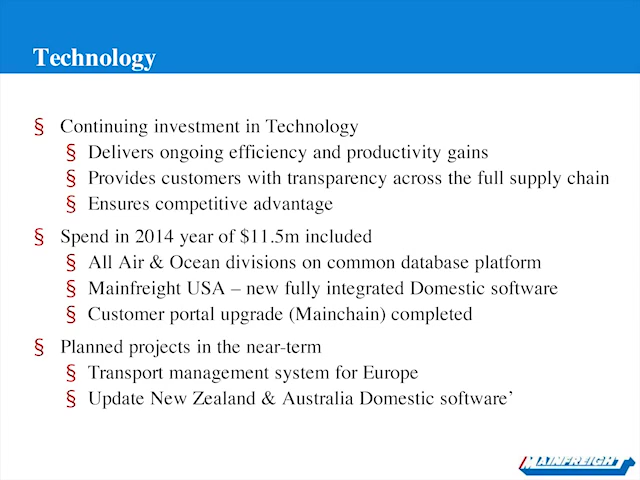 Technology
§ Continuing investment in Technology
§ Delivers ongoing efficiency and productivity gains
§ Provides customers with transparency across the full supply chain
§ Ensures competitive advantage
§ Spend in 2014 year of $11.5m included
§ All Air & Ocean divisions on common database platform
§ Mainfreight USA – new fully integrated Domestic software
§ Customer portal upgrade (Mainchain) completed
§ Planned projects in the near-term
§ Transport management system for Europe
§ Update New Zealand & Australia Domestic software’
MAINFREIGHT